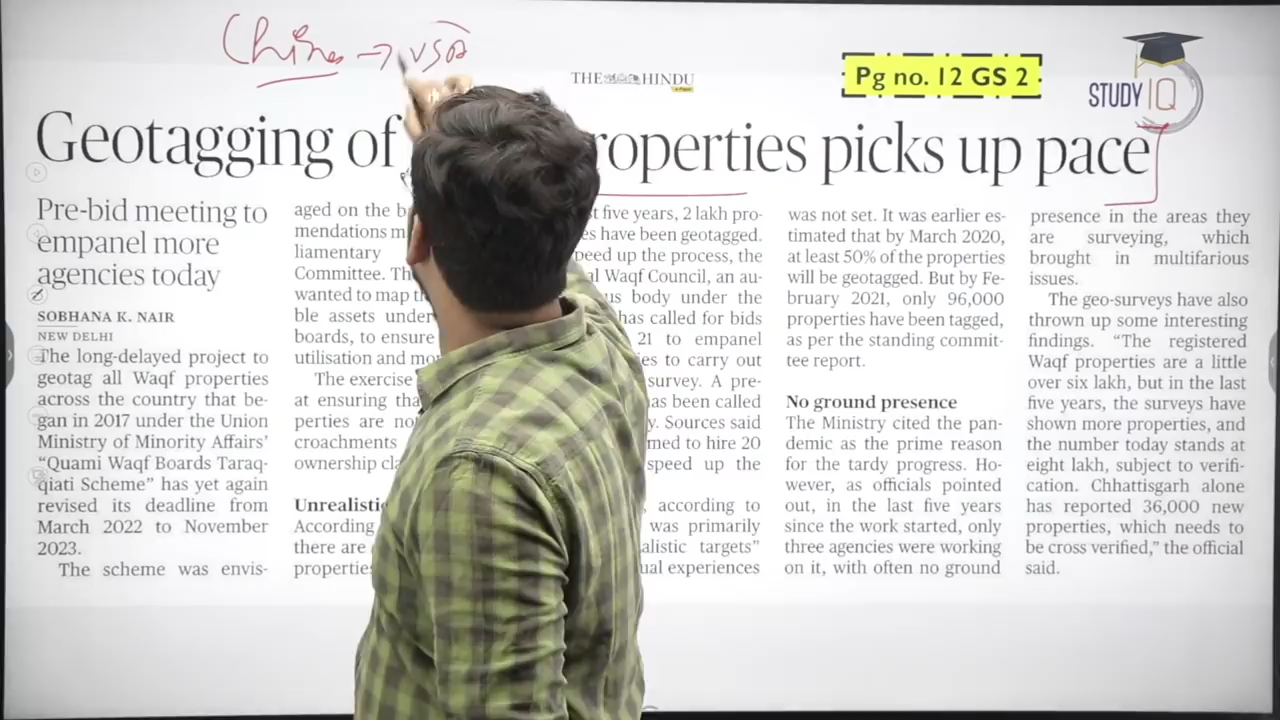 China → USA
THE HINDU
Pg no. 12 GS 2
STUDY IQ
Geotagging of roperties picks up pace
Pre-bid meeting to
empanel more
agencies today
SOBHANA K. NAIR
NEW DELHI
The long-delayed project to
geotag all Waqf properties
across the country that be-
gan in 2017 under the Union
Ministry of Minority Affairs’
“Quami Waqf Boards Taraq-
qiati Scheme” has yet again
revised its deadline from
March 2022 to November
2023.
The scheme was envis-
aged on the b
mendations m
liamentary
Committee. Th
wanted to map t
ble assets under
boards, to ensure
utilisation and mo
The exercise
at ensuring tha
perties are no
croachments
ownership cla
Unrealisti
According
there are
propertie
st five years, 2 lakh pro-
es have been geotagged.
peed up the process, the
al Waqf Council, an au-
us body under the
has called for bids
21 to empanel
ies to carry out
survey. A pre-
has been called
y. Sources said
med to hire 20
speed up the
, according to
was primarily
alistic targets”
ual experiences
was not set. It was earlier es-
timated that by March 2020,
at least 50% of the properties
will be geotagged. But by Fe-
bruary 2021, only 96,000
properties have been tagged,
as per the standing commit-
tee report.
No ground presence
The Ministry cited the pan-
demic as the prime reason
for the tardy progress. Ho-
wever, as officials pointed
out, in the last five years
since the work started, only
three agencies were working
on it, with often no ground
presence in the areas they
are surveying, which
brought in multifarious
issues.
The geo-surveys have also
thrown up some interesting
findings. “The registered
Waqf properties are a little
over six lakh, but in the last
five years, the surveys have
shown more properties, and
the number today stands at
eight lakh, subject to verifi-
cation. Chhattisgarh alone
has reported 36,000 new
properties, which needs to
be cross verified,” the official
said.